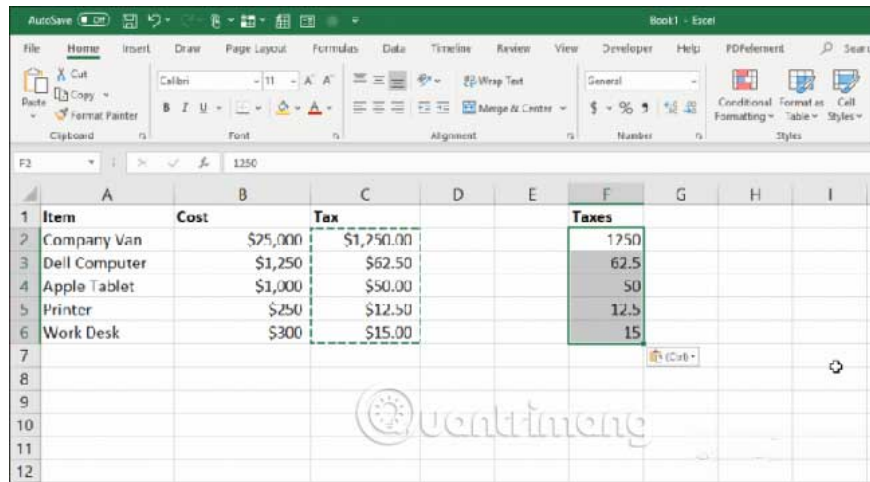 AutoSave Off Book1 - Excel
File Home Insert Draw Page Layout Formulas Data Timeline Review View Developer Help PDFelement Sear
Paste Cut Copy Format Painter Calibri 11 A A Wrap Text General Conditional Formatting Format as Table Cell Styles
B I U A Merge & Center $ % 9
Clipboard Font Alignment Number Styles
F2 fx 1250
A B C D E F G H I
1 Item Cost Tax Taxes
2 Company Van $25,000 $1,250.00 1250
3 Dell Computer $1,250 $62.50 62.5
4 Apple Tablet $1,000 $50.00 50
5 Printer $250 $12.50 12.5
6 Work Desk $300 $15.00 15
7 (Ctrl)
8
9
10 Quantrimang
11
12